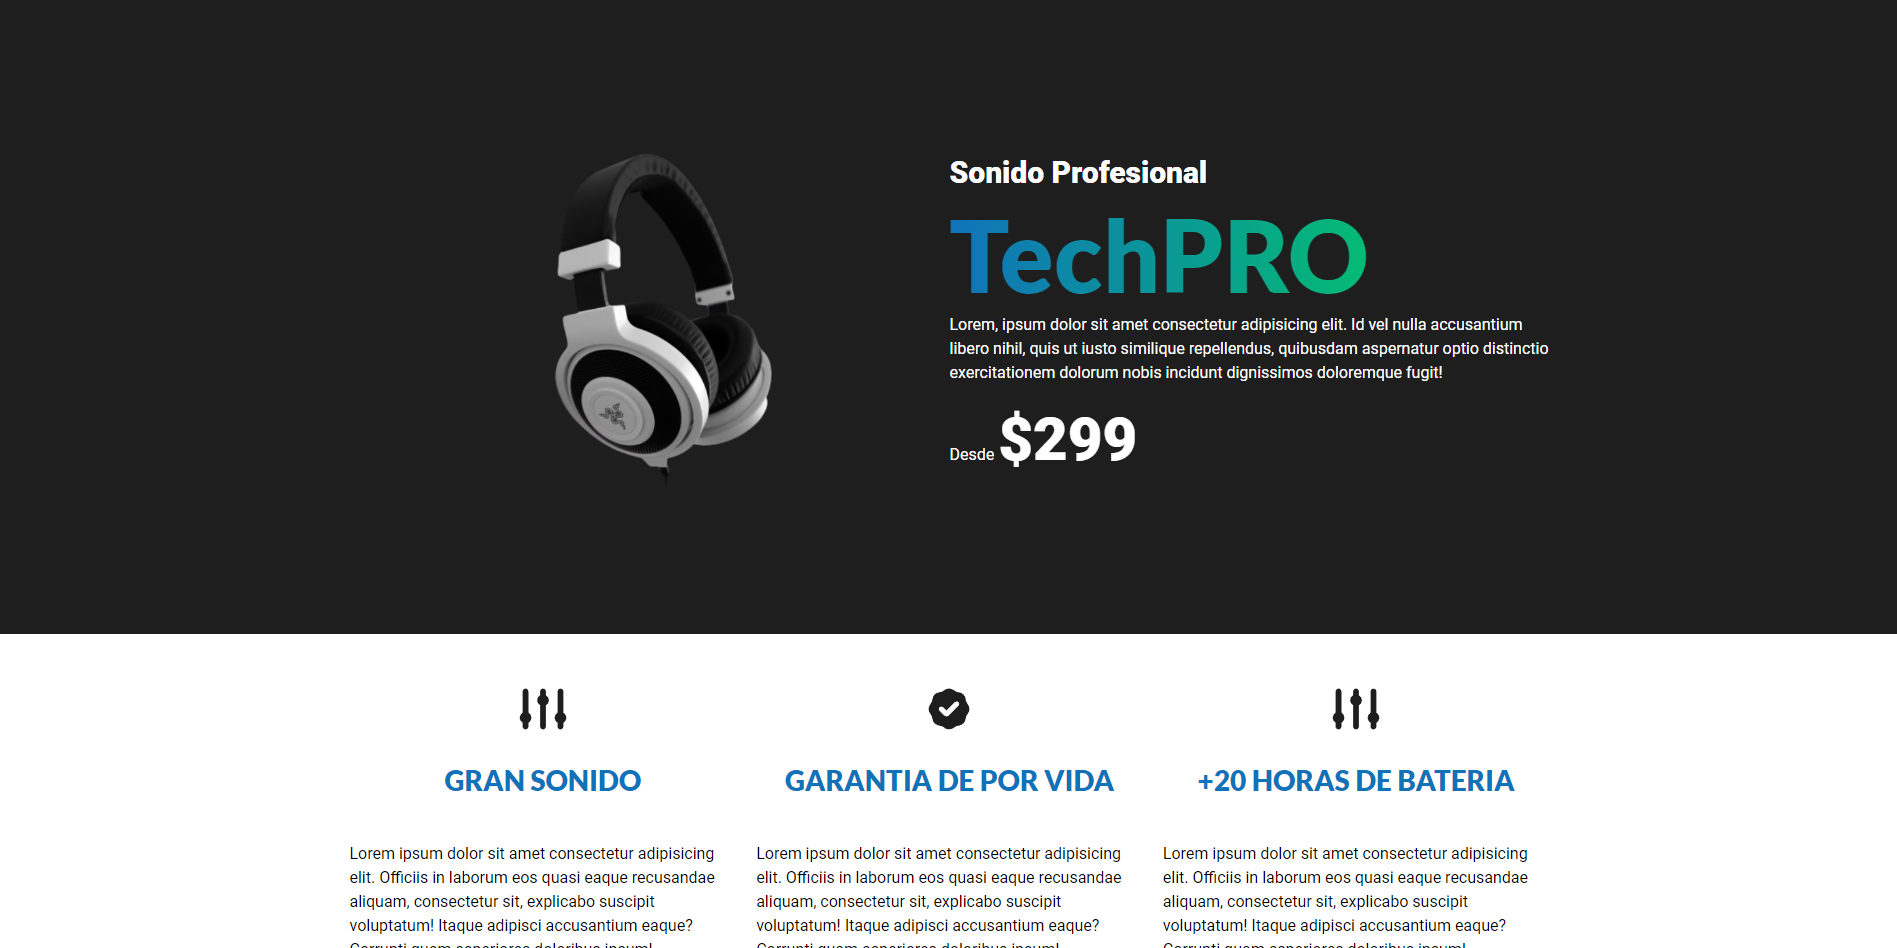 Sonido Profesional
TechPRO
Lorem, ipsum dolor sit amet consectetur adipisicing elit. Id vel nulla accusantium
libero nihil, quis ut iusto similique repellendus, quibusdam aspernatur optio distinctio
exercitationem dolorum nobis incidunt dignissimos doloremque fugit!
Desde $299
GRAN SONIDO
Lorem ipsum dolor sit amet consectetur adipisicing
elit. Officiis in laborum eos quasi eaque recusandae
aliquam, consectetur sit, explicabo suscipit
voluptatum! Itaque adipisci accusantium eaque?
GARANTIA DE POR VIDA
Lorem ipsum dolor sit amet consectetur adipisicing
elit. Officiis in laborum eos quasi eaque recusandae
aliquam, consectetur sit, explicabo suscipit
voluptatum! Itaque adipisci accusantium eaque?
+20 HORAS DE BATERIA
Lorem ipsum dolor sit amet consectetur adipisicing
elit. Officiis in laborum eos quasi eaque recusandae
aliquam, consectetur sit, explicabo suscipit
voluptatum! Itaque adipisci accusantium eaque?